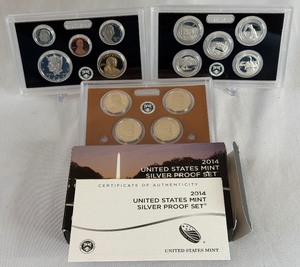 2014
UNITED STATES MINT
SILVER PROOF SET
CERTIFICATE OF AUTHENTICITY
2014
UNITED STATES MINT
SILVER PROOF SET
UNITED STATES MINT